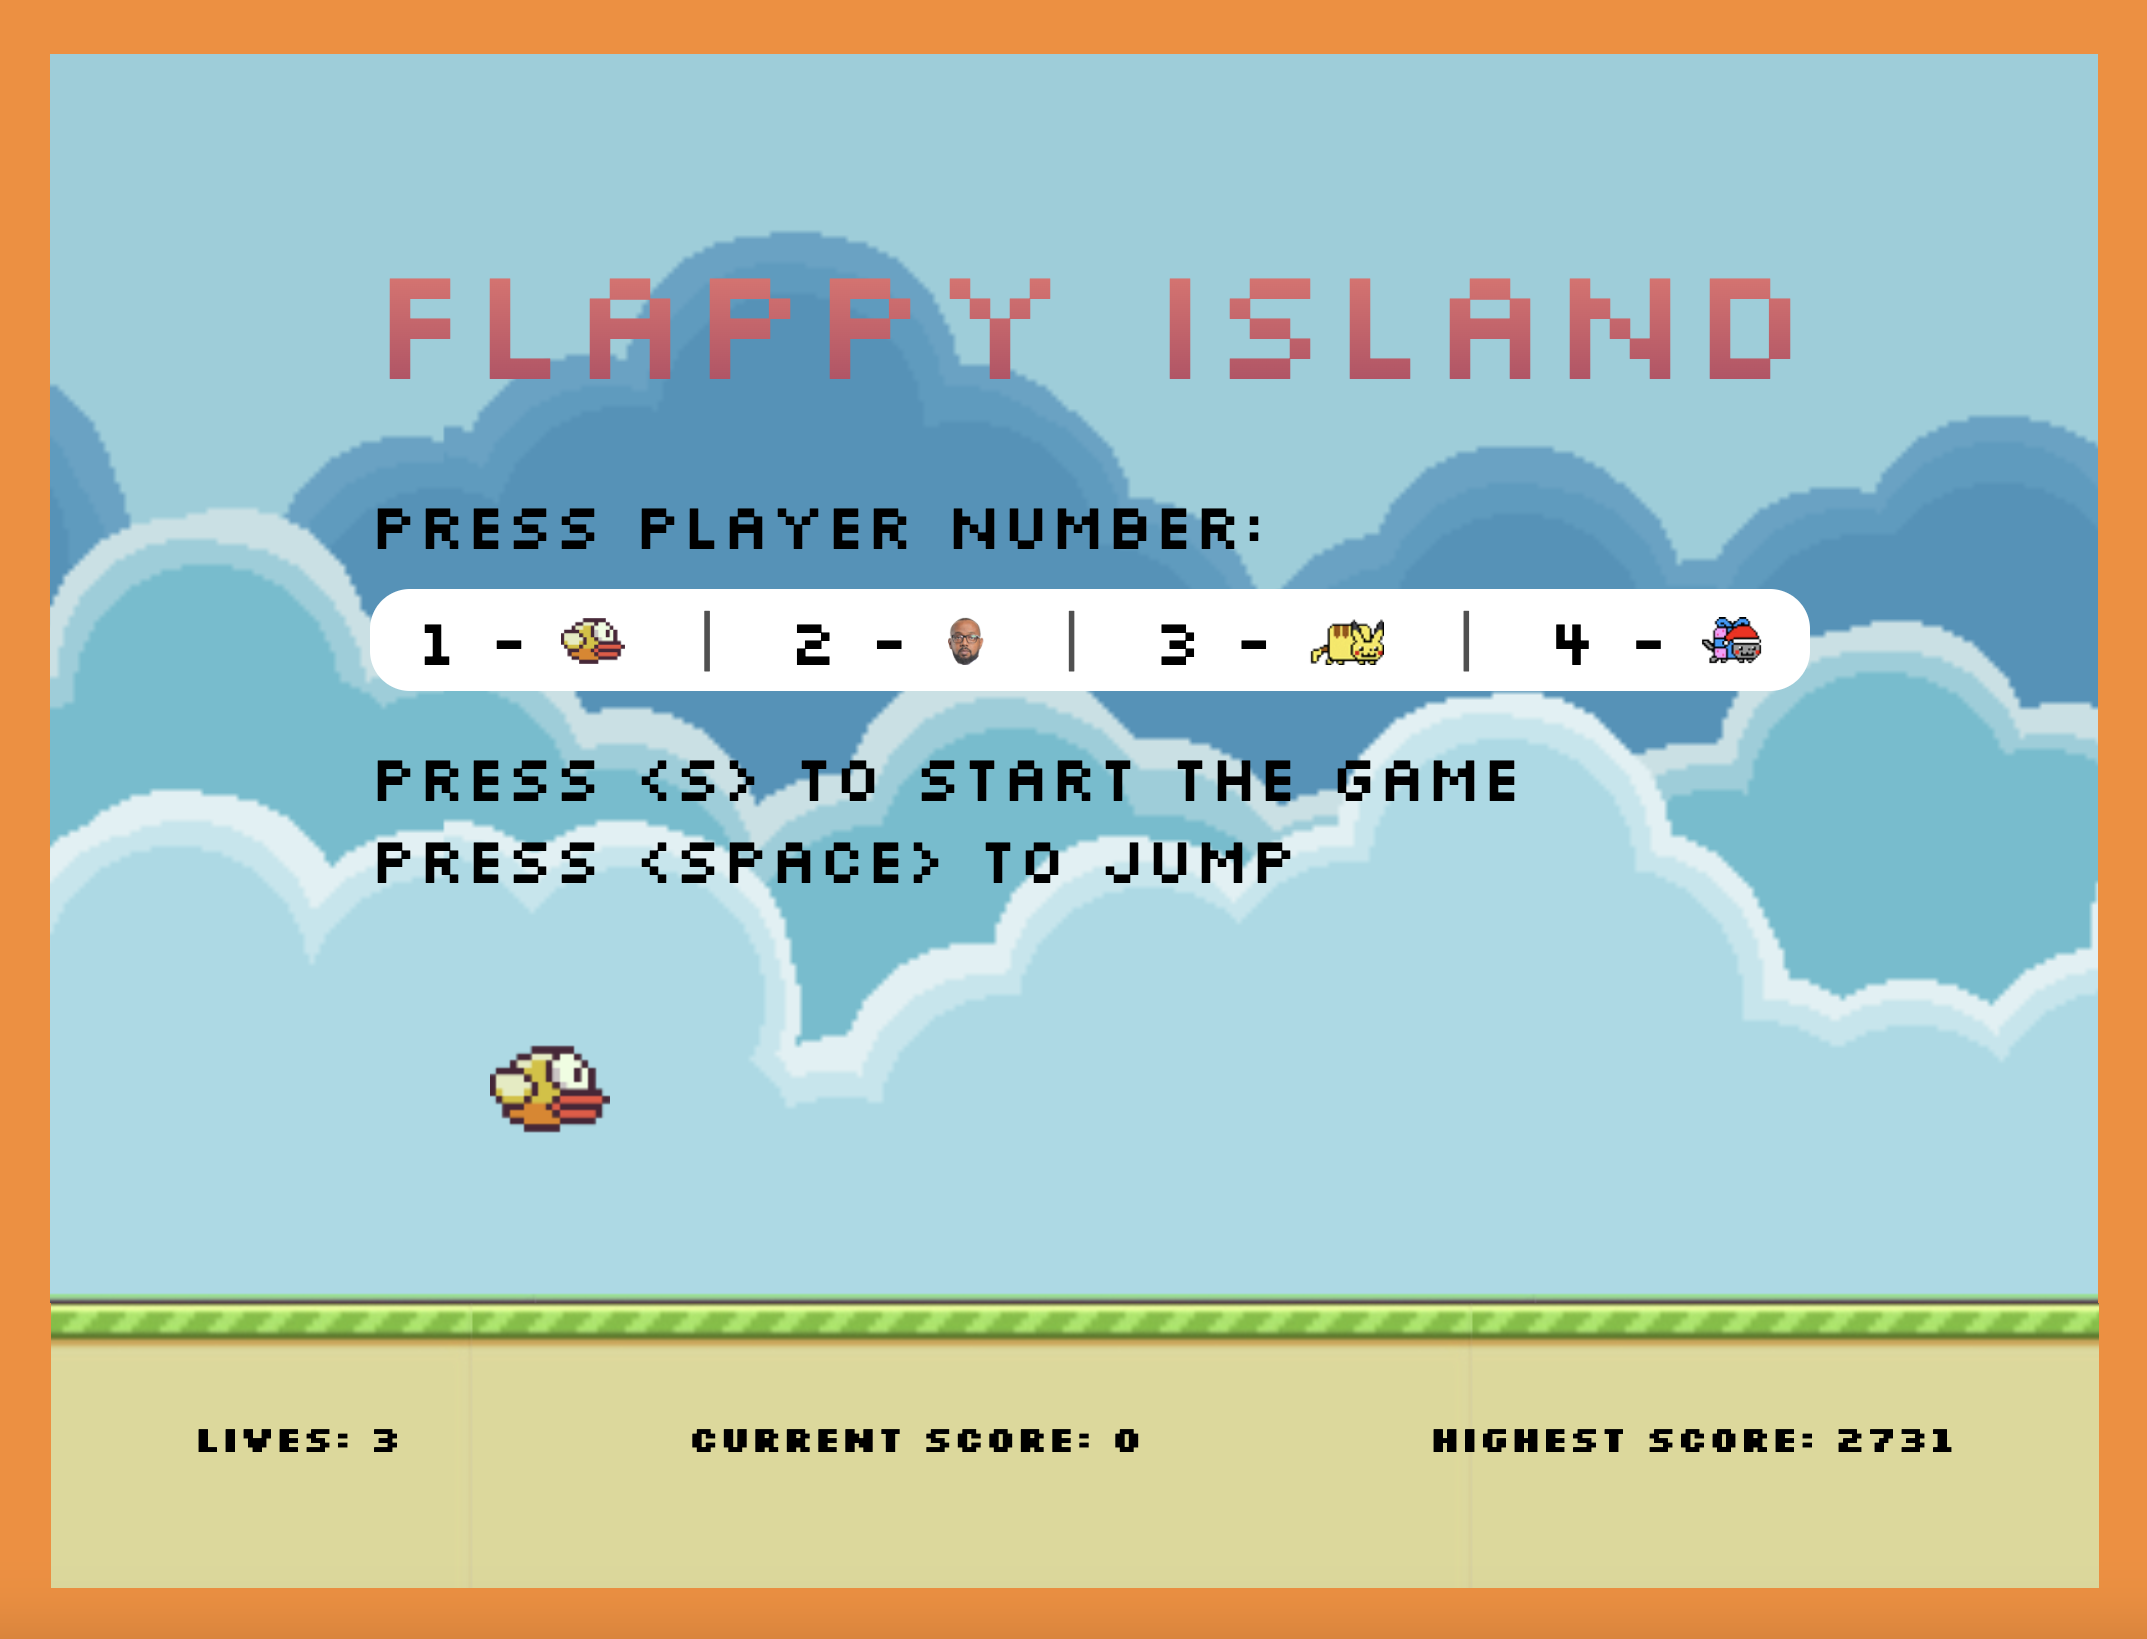 FLAPPY ISLAND
PRESS PLAYER NUMBER:
1 - | 2 - | 3 - | 4 -
PRESS <S> TO START THE GAME
PRESS <SPACE> TO JUMP
LIVES: 3 CURRENT SCORE: 0 HIGHEST SCORE: 2731